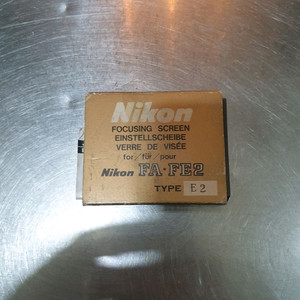 Nikon
FOCUSING SCREEN
EINSTELLSCHEIBE
VERRE DE VISÉE
for/für/pour
Nikon FA·FE2
TYPE E2